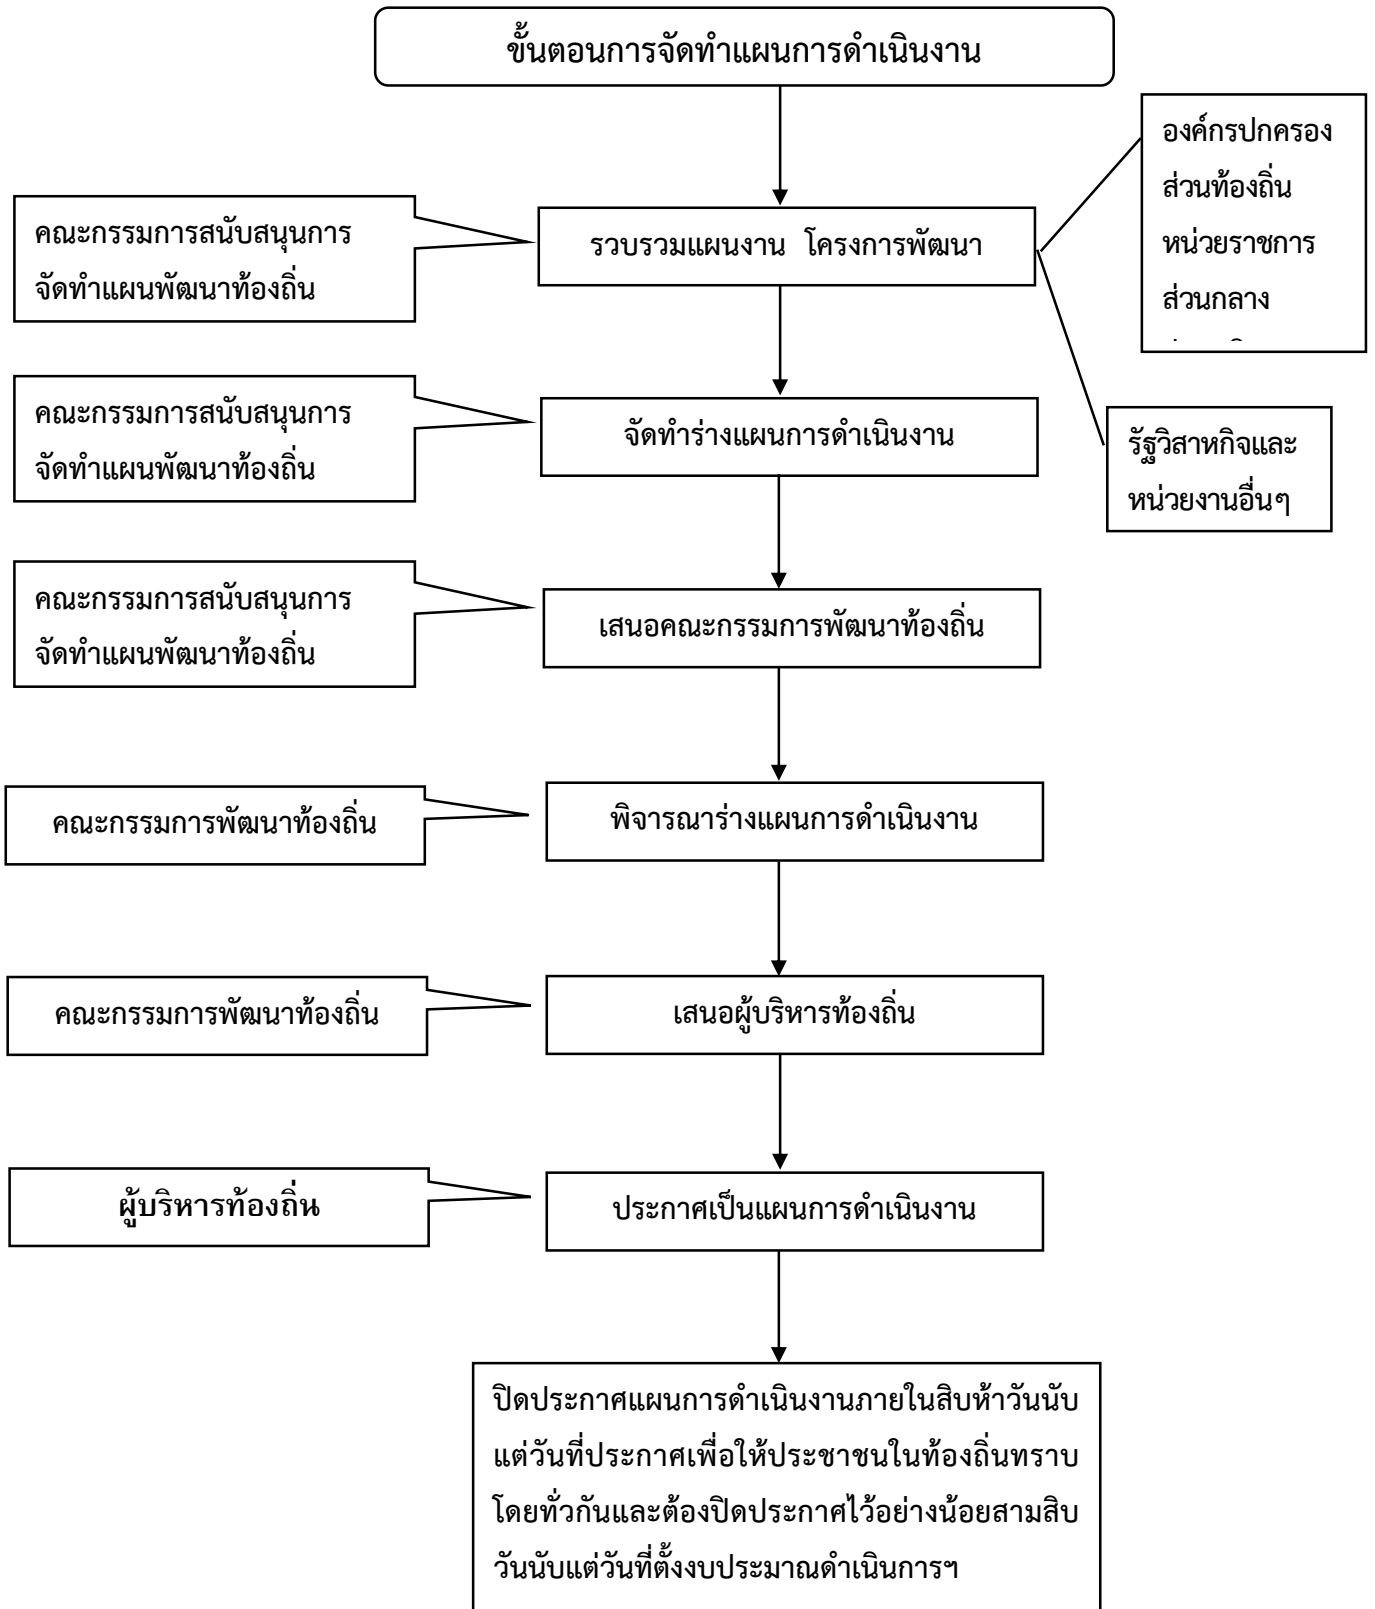 ขั้นตอนการจัดทำแผนการดำเนินงาน
องค์กรปกครอง
ส่วนท้องถิ่น
หน่วยราชการ
ส่วนกลาง
คณะกรรมการสนับสนุนการ
จัดทำแผนพัฒนาท้องถิ่น
รวบรวมแผนงาน โครงการพัฒนา
คณะกรรมการสนับสนุนการ
จัดทำแผนพัฒนาท้องถิ่น
จัดทำร่างแผนการดำเนินงาน
รัฐวิสาหกิจและ
หน่วยงานอื่นๆ
คณะกรรมการสนับสนุนการ
จัดทำแผนพัฒนาท้องถิ่น
เสนอคณะกรรมการพัฒนาท้องถิ่น
คณะกรรมการพัฒนาท้องถิ่น
พิจารณาร่างแผนการดำเนินงาน
คณะกรรมการพัฒนาท้องถิ่น
เสนอผู้บริหารท้องถิ่น
ผู้บริหารท้องถิ่น
ประกาศเป็นแผนการดำเนินงาน
ปิดประกาศแผนการดำเนินงานภายในสิบห้าวันนับ
แต่วันที่ประกาศเพื่อให้ประชาชนในท้องถิ่นทราบ
โดยทั่วกันและต้องปิดประกาศไว้อย่างน้อยสามสิบ
วันนับแต่วันที่ตั้งงบประมาณดำเนินการฯ